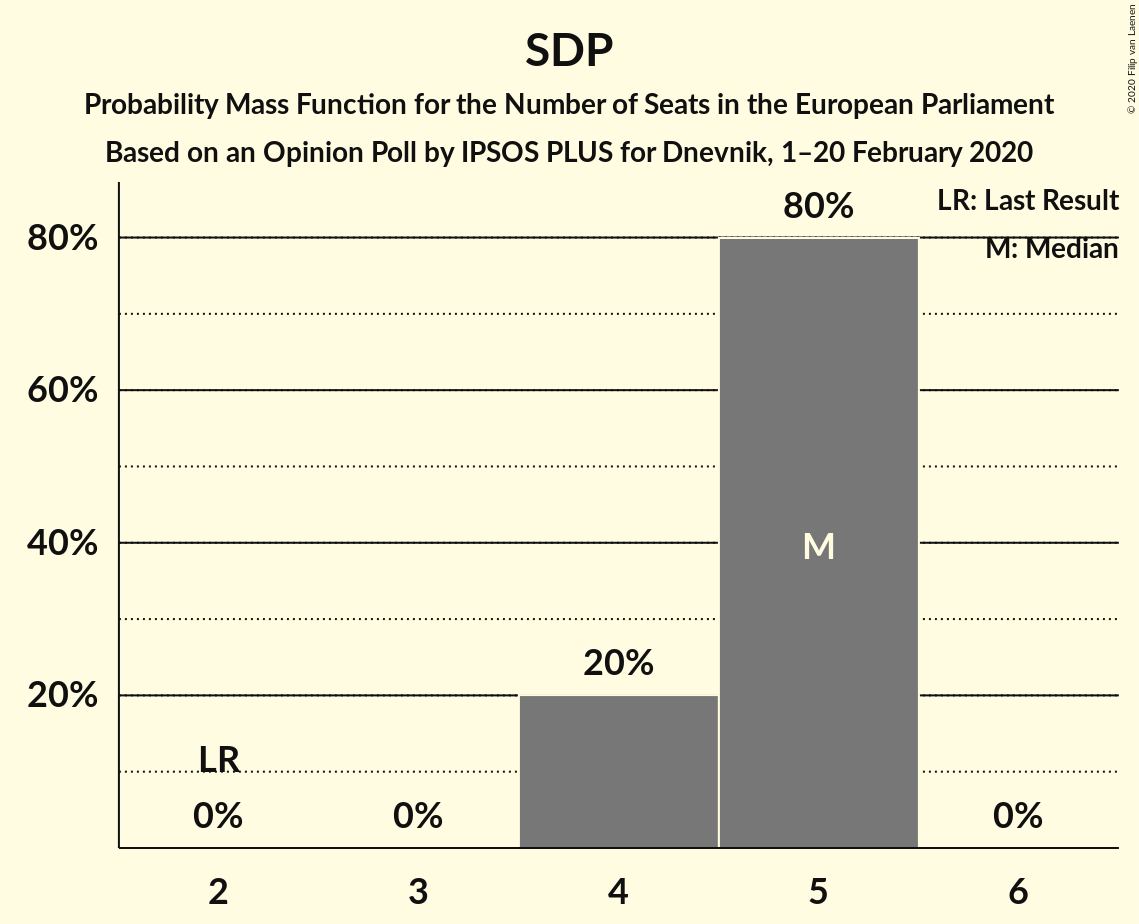 SDP
Probability Mass Function for the Number of Seats in the European Parliament
Based on an Opinion Poll by IPSOS PLUS for Dnevnik, 1–20 February 2020
© 2020 Filip van Laenen
LR: Last Result
M: Median
80%
60%
40%
20%
LR
0%
0%
20%
80%
M
0%
2
3
4
5
6